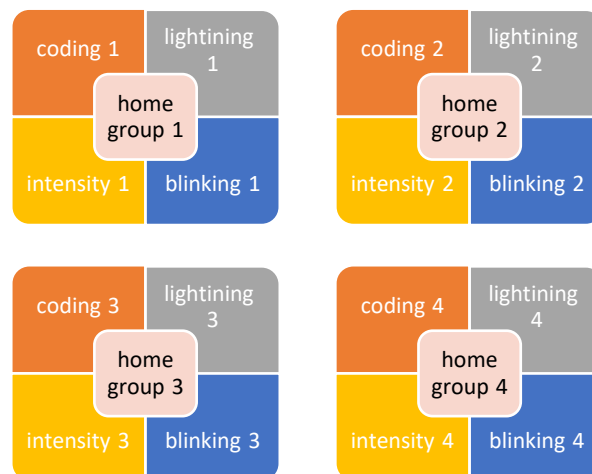 coding 1
lightining
1
home
group 1
intensity 1
blinking 1
coding 2
lightining
2
home
group 2
intensity 2
blinking 2
coding 3
lightining
3
home
group 3
intensity 3
blinking 3
coding 4
lightining
4
home
group 4
intensity 4
blinking 4